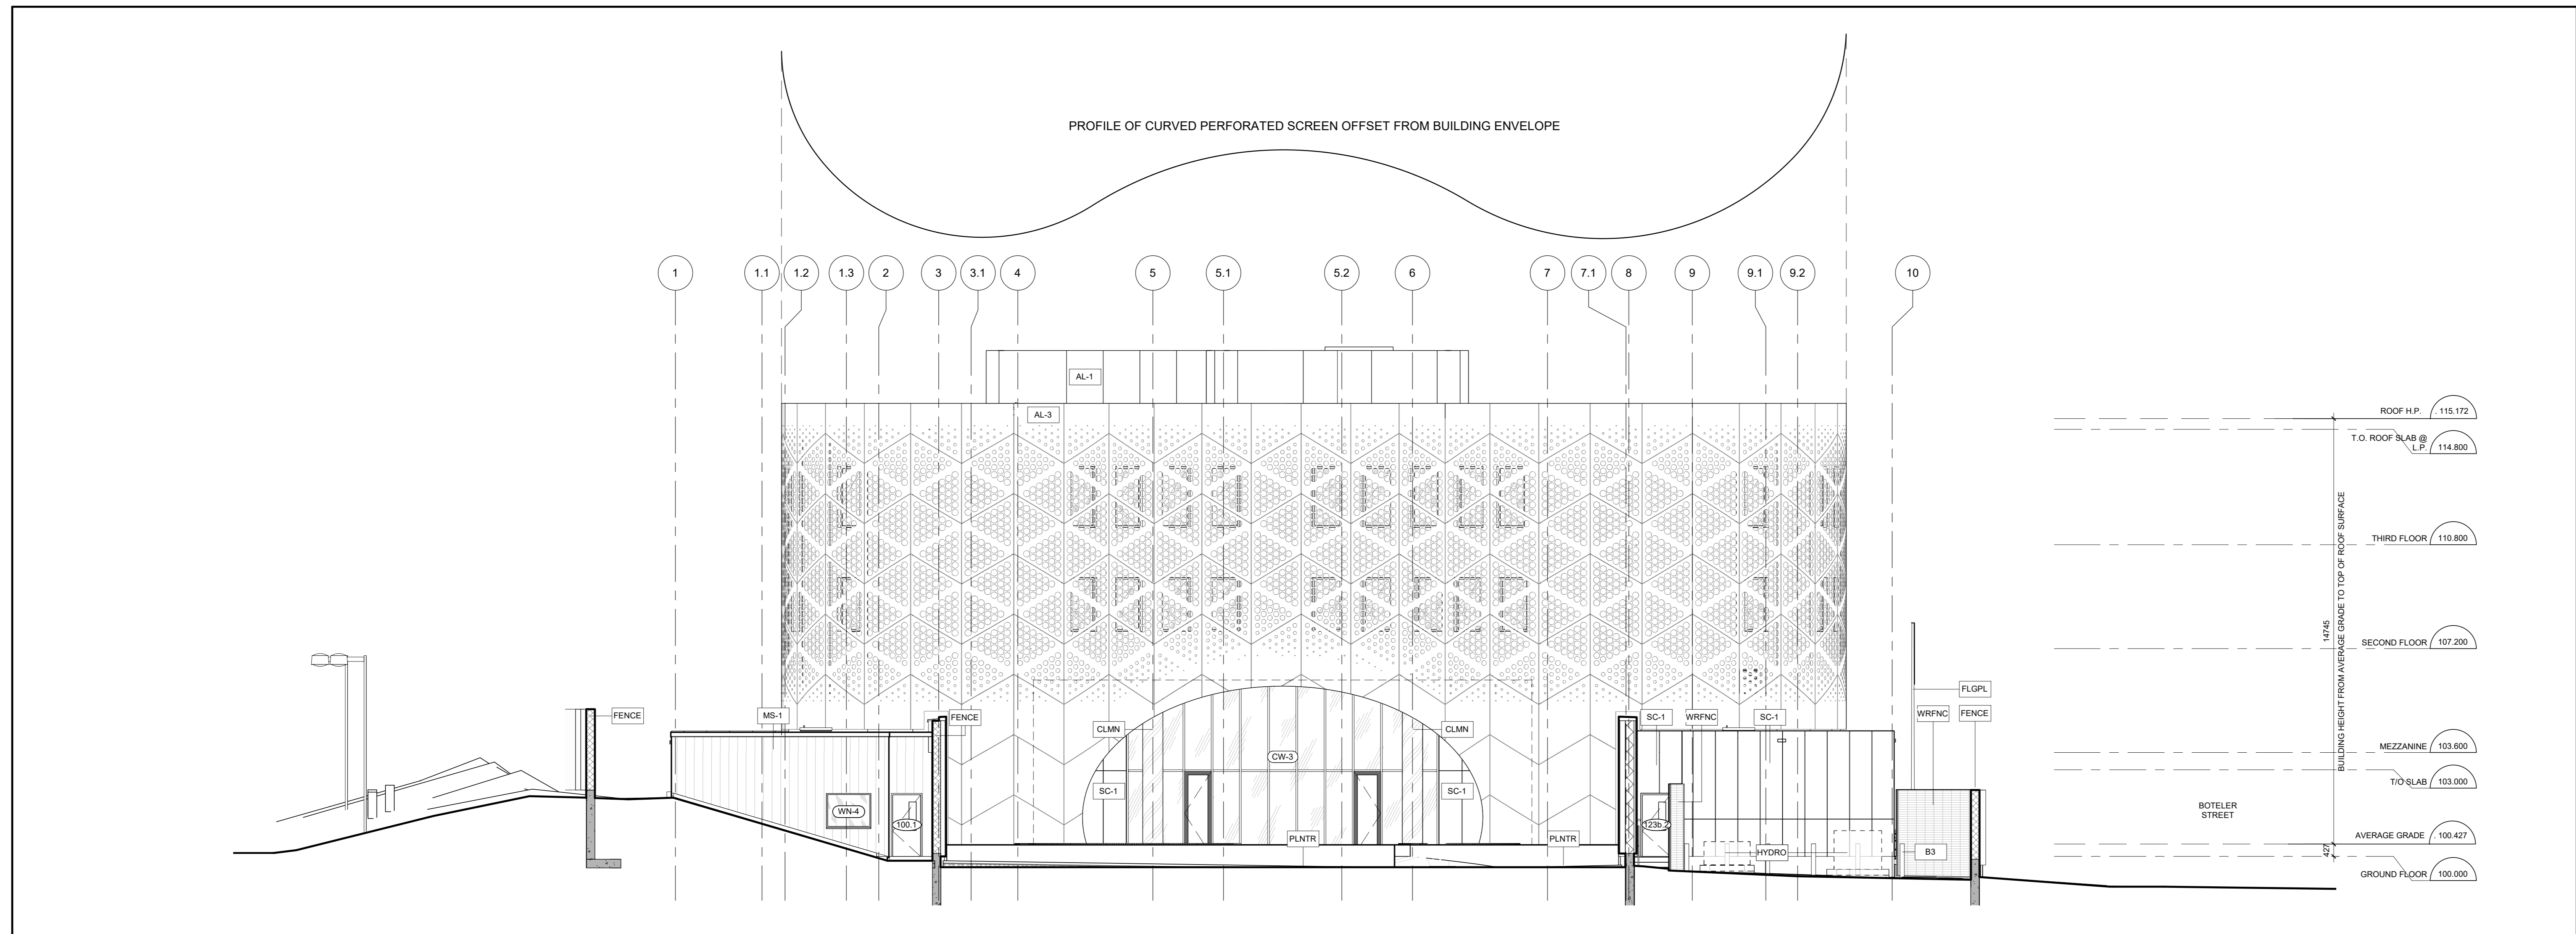 PROFILE OF CURVED PERFORATED SCREEN OFFSET FROM BUILDING ENVELOPE
1 1.1 1.2 1.3 2 3 3.1 4 5 5.1 5.2 6 7 7.1 8 9 9.1 9.2 10
AL-1
AL-3
ROOF H.P. 115.172
T.O. ROOF SLAB @
L.P. 114.800
THIRD FLOOR 110.800
SECOND FLOOR 107.200
MEZZANINE 103.600
T/O SLAB 103.000
AVERAGE GRADE 100.427
GROUND FLOOR 100.000
14745
BUILDING HEIGHT FROM AVERAGE GRADE TO TOP OF ROOF SURFACE
427
BOTELER
STREET
FLGPL
FENCE
MS-1
FENCE
CLMN
CLMN
SC-1
WRFNC
SC-1
WRFNC
FENCE
CW-3
SC-1
SC-1
WN-4
100.1
123b.2
PLNTR
PLNTR
HYDRO
B3